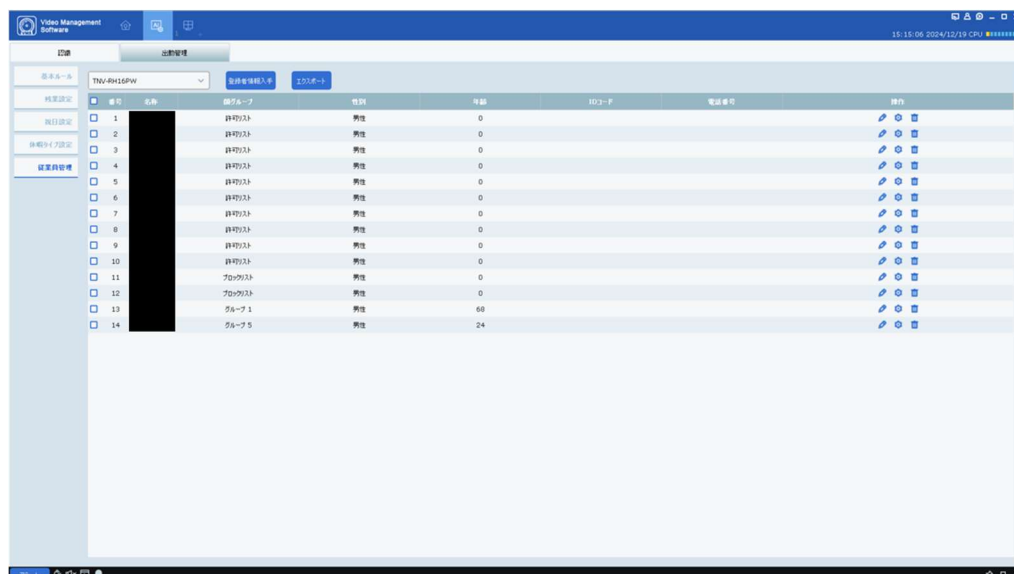 Video Management
Software
AI
15:15:06 2024/12/19 CPU
認識
出勤管理
基本ルール
残業設定
祝日設定
休暇タイプ設定
従業員管理
TNV-RH16PW
登録者情報入手
エクスポート
番号 名称 顔グループ 性別 年齢 IDコード 電話番号 操作
1 許可リスト 男性 0
2 許可リスト 男性 0
3 許可リスト 男性 0
4 許可リスト 男性 0
5 許可リスト 男性 0
6 許可リスト 男性 0
7 許可リスト 男性 0
8 許可リスト 男性 0
9 許可リスト 男性 0
10 許可リスト 男性 0
11 ブロックリスト 男性 0
12 ブロックリスト 男性 0
13 グループ 1 男性 68
14 グループ 5 男性 24